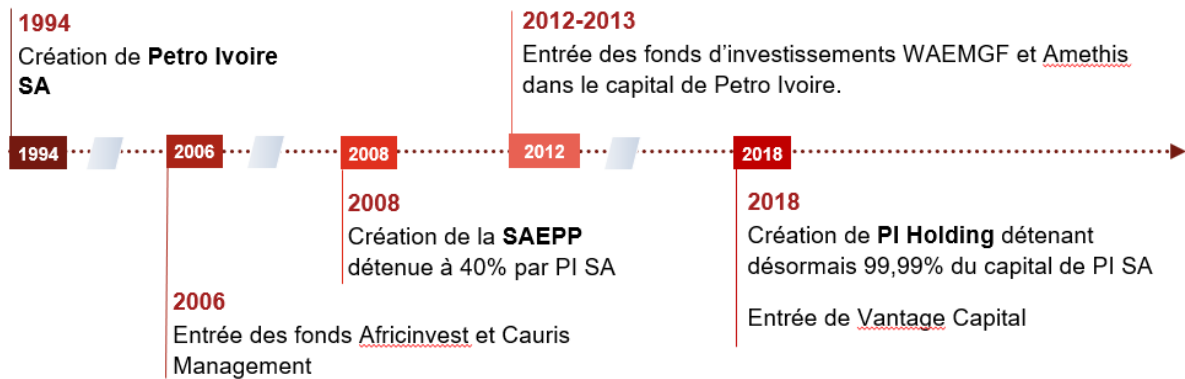 1994
Création de Petro Ivoire
SA
2012-2013
Entrée des fonds d’investissements WAEMGF et Amethis
dans le capital de Petro Ivoire.
1994
2006
2008
2012
2018
2008
Création de la SAEPP
détenue à 40% par PI SA
2018
Création de PI Holding détenant
désormais 99,99% du capital de PI SA
Entrée de Vantage Capital
2006
Entrée des fonds Africinvest et Cauris
Management